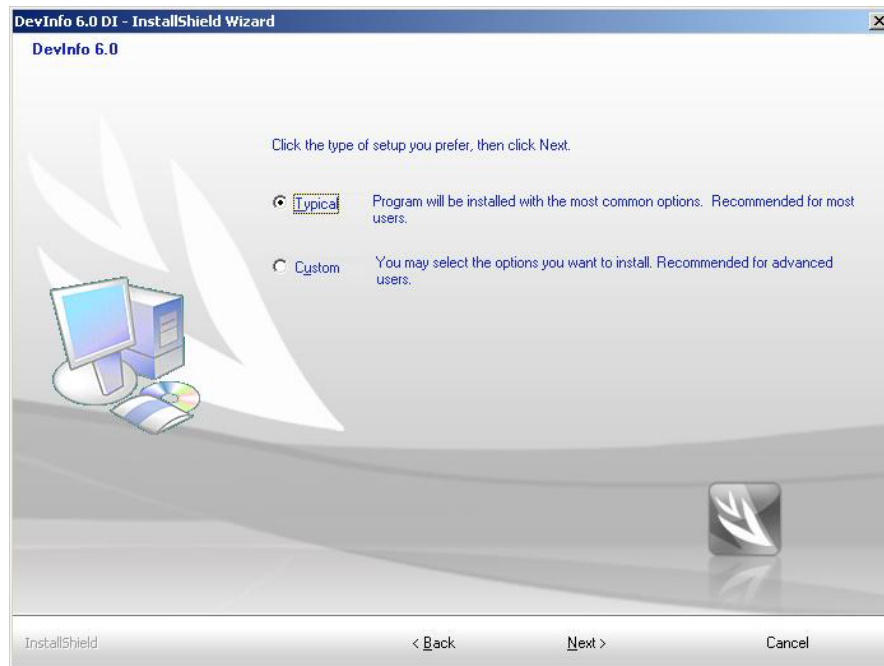 DevInfo 6.0 DI - InstallShield Wizard
DevInfo 6.0
Click the type of setup you prefer, then click Next.
Typical
Program will be installed with the most common options. Recommended for most
users.
Custom
You may select the options you want to install. Recommended for advanced
users.
InstallShield
< Back
Next >
Cancel